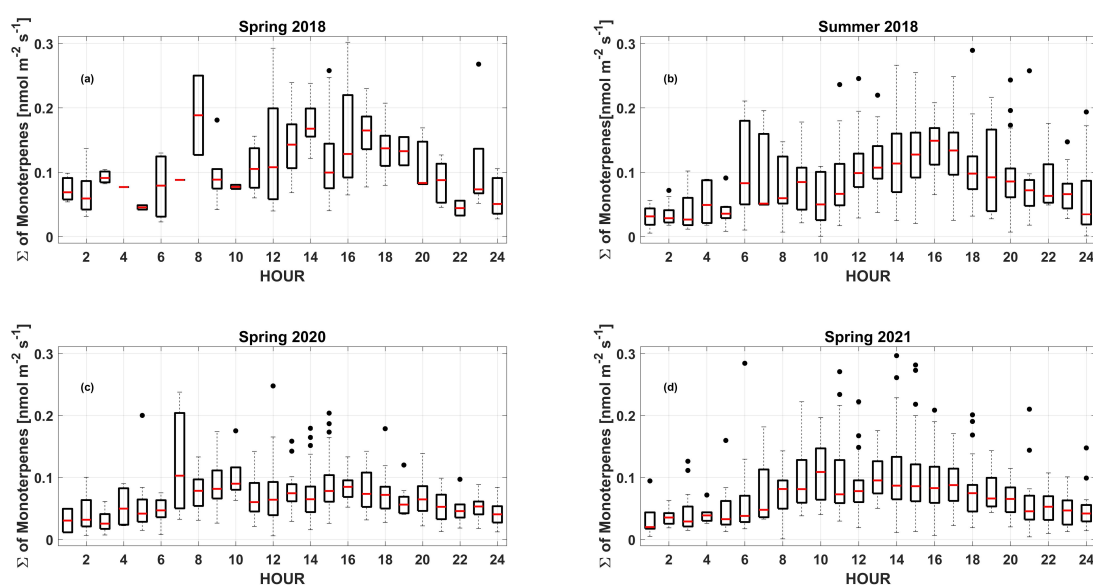 Spring 2018
Σ of Monoterpenes [nmol m-2 s-1]
(a)
0.3
0.2
0.1
0
2 4 6 8 10 12 14 16 18 20 22 24
HOUR
Summer 2018
Σ of Monoterpenes[nmol m-2 s-1]
(b)
0.3
0.2
0.1
0
2 4 6 8 10 12 14 16 18 20 22 24
HOUR
Spring 2020
Σ of Monoterpenes [nmol m-2 s-1]
(c)
0.3
0.2
0.1
0
2 4 6 8 10 12 14 16 18 20 22 24
HOUR
Spring 2021
Σ of Monoterpenes [nmol m-2 s-1]
(d)
0.3
0.2
0.1
0
2 4 6 8 10 12 14 16 18 20 22 24
HOUR